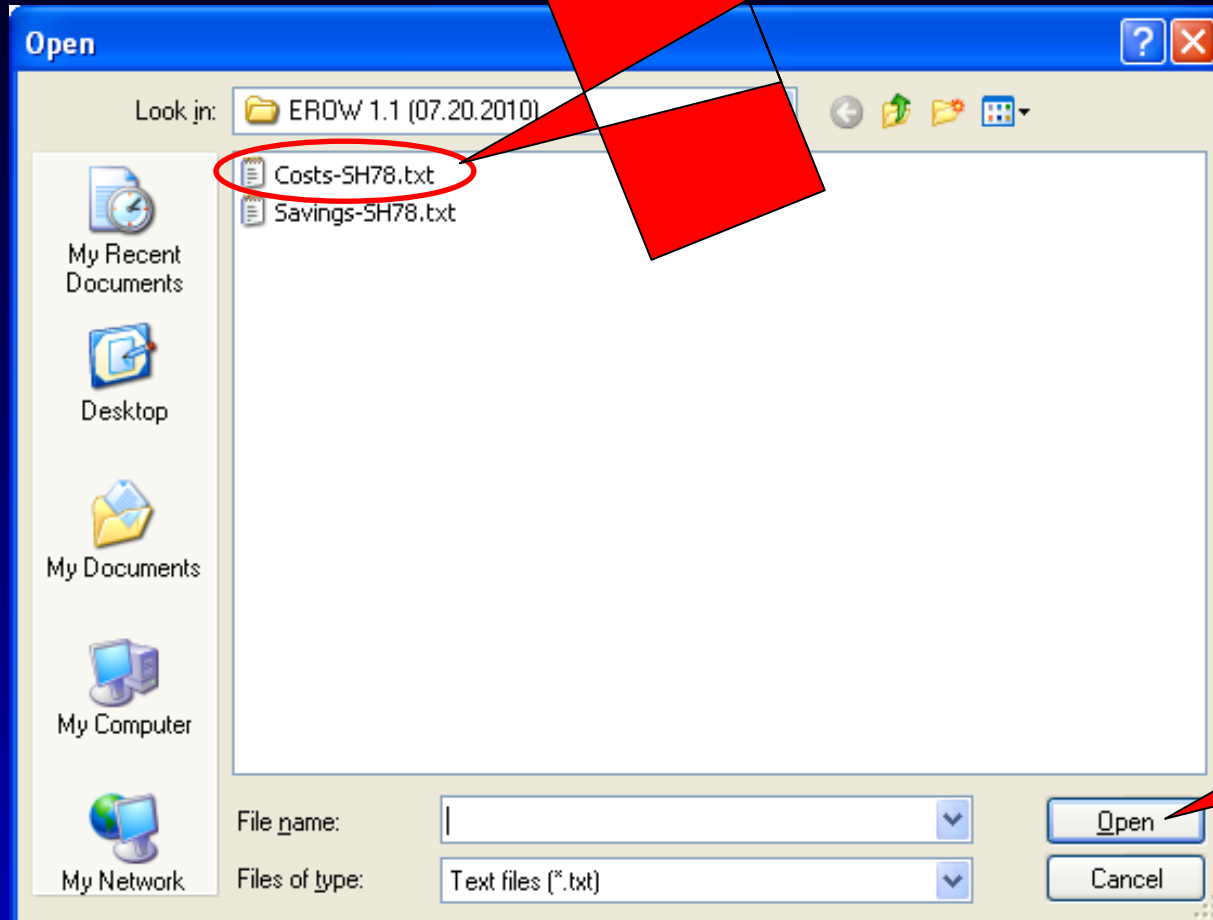 Open
Look in:
EROW 1.1 (07.20.2010)
Costs-SH78.txt
Savings-SH78.txt
My Recent
Documents
Desktop
My Documents
My Computer
My Network
File name:
Open
Files of type:
Text files (*.txt)
Cancel